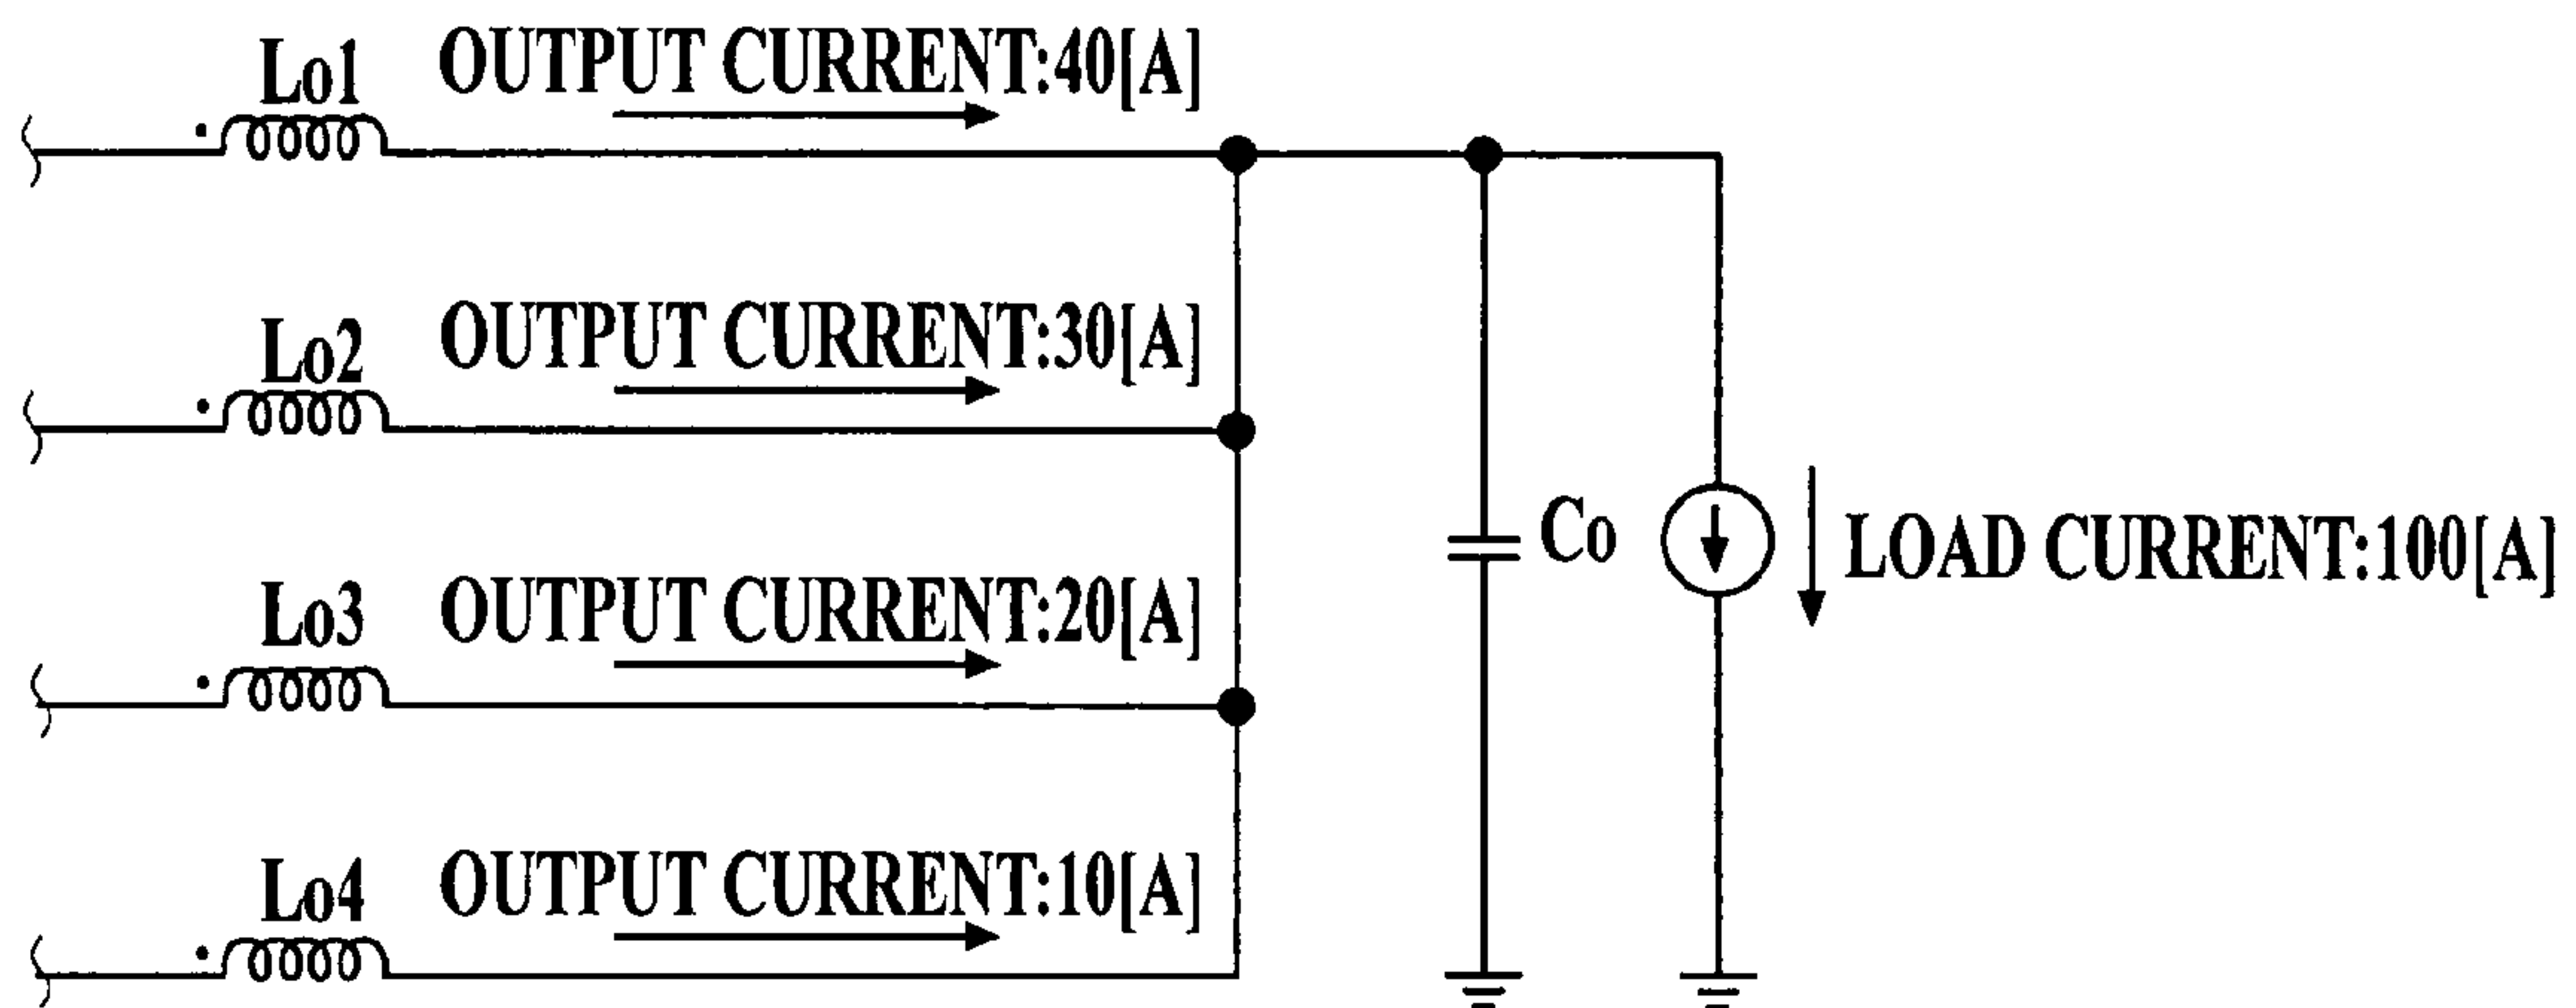 Lo1
OUTPUT CURRENT:40[A]
Lo2
OUTPUT CURRENT:30[A]
Co
LOAD CURRENT:100[A]
Lo3
OUTPUT CURRENT:20[A]
Lo4
OUTPUT CURRENT:10[A]